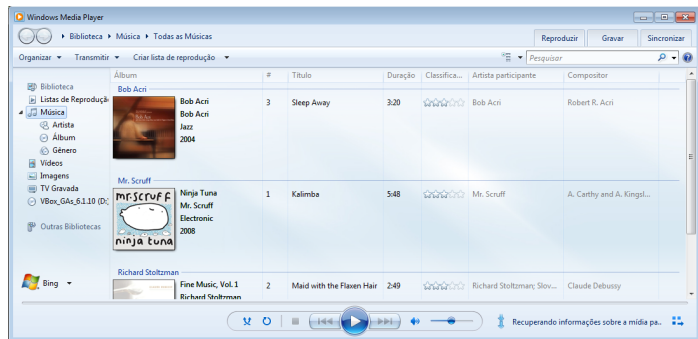 Windows Media Player
Biblioteca Música Todas as Músicas
Reproduzir Gravar Sincronizar
Organizar Transmitir Criar lista de reprodução Pesquisar
Álbum # Título Duração Classifica... Artista participante Compositor
Biblioteca
Listas de Reproduçã
Música
Artista
Álbum
Gênero
Vídeos
Imagens
TV Gravada
VBox_GAs_6.1.10 (D:)
Outras Bibliotecas
Bing
Bob Acri
Bob Acri 3 Sleep Away 3:20 Bob Acri Robert R. Acri
Bob Acri
Jazz
2004
Mr. Scruff
mr.scruff
ninja tuna
Ninja Tuna 1 Kalimba 5:48 Mr. Scruff A. Carthy and A. Kingsl...
Mr. Scruff
Electronic
2008
Richard Stoltzman
Fine Music, Vol. 1 2 Maid with the Flaxen Hair 2:49 Richard Stoltzman; Slov... Claude Debussy
Richard Stoltzman
Recuperando informações sobre a mídia pa..